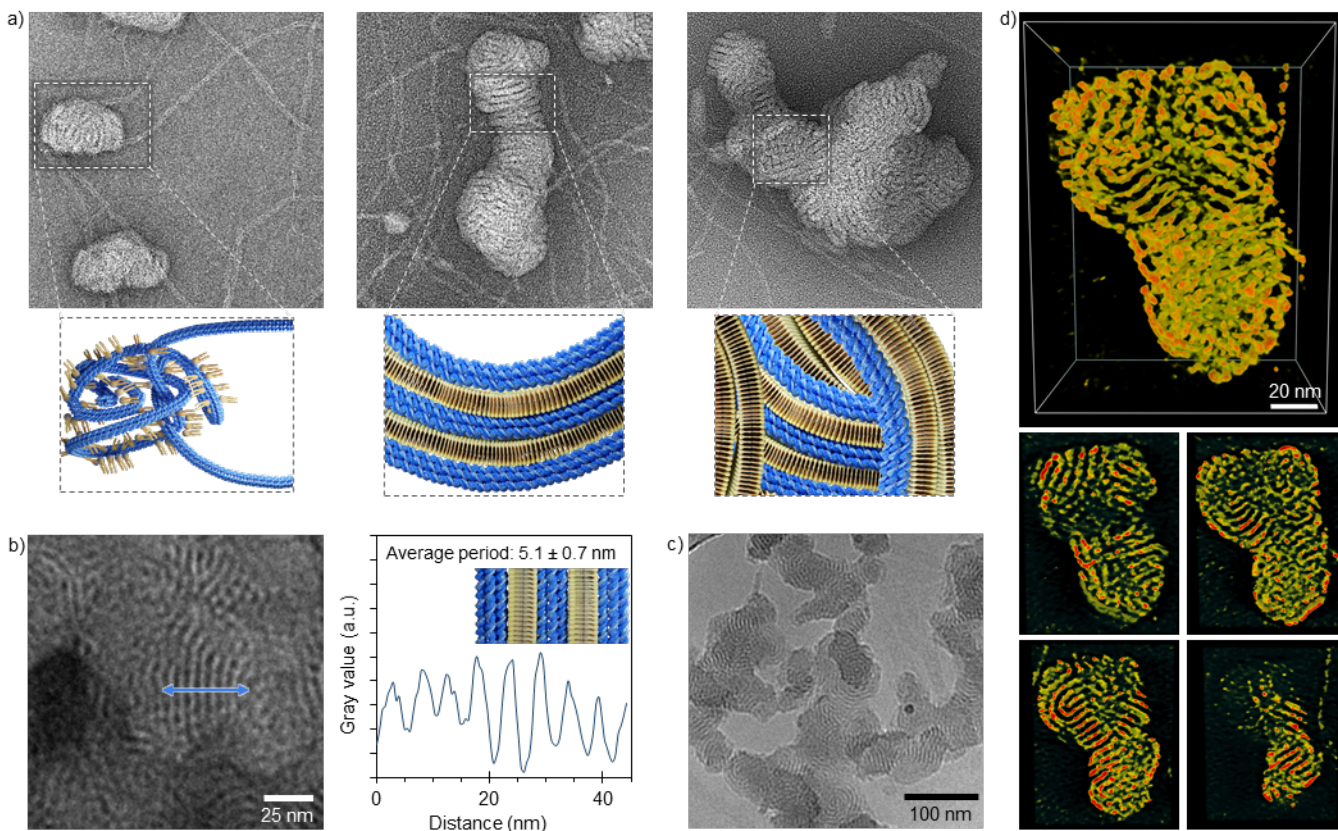 a)
d)
20 nm
b)
Average period: 5.1 ± 0.7 nm
Gray value (a.u.)
0
20
40
Distance (nm)
25 nm
c)
100 nm